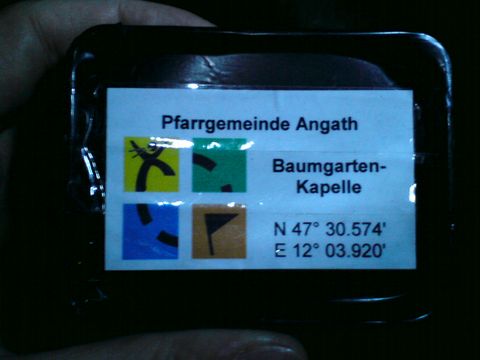 Pfarrgemeinde Angath
Baumgarten-
Kapelle
N 47° 30.574'
E 12° 03.920'